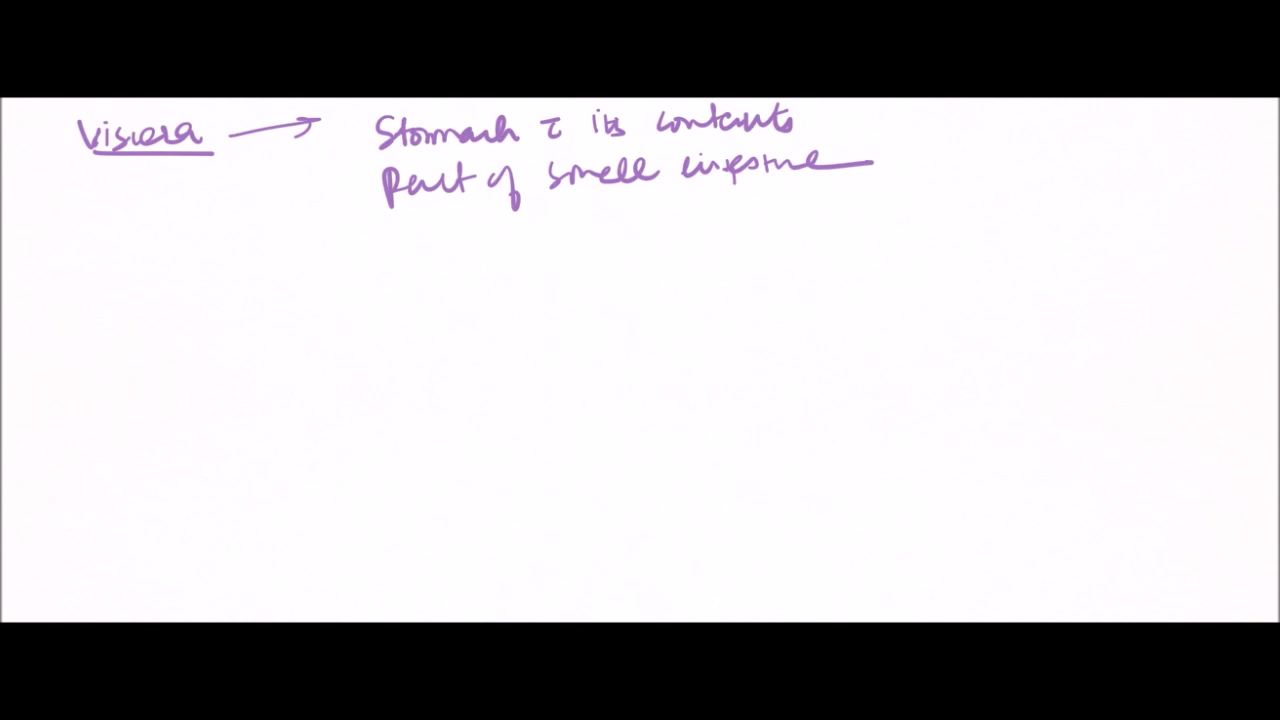 Viscera → Stomach c̄ its contents
Part of small intestine